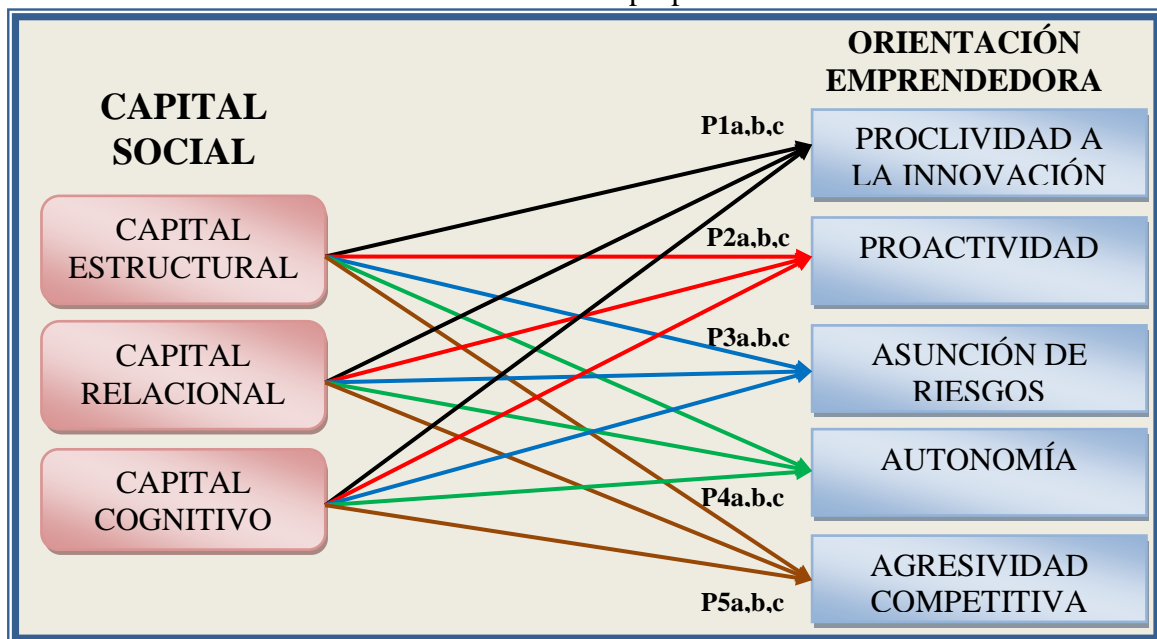 ORIENTACIÓN
EMPRENDEDORA
CAPITAL
SOCIAL
P1a,b,c
PROCLIVIDAD A
LA INNOVACIÓN
CAPITAL
ESTRUCTURAL
P2a,b,c
PROACTIVIDAD
CAPITAL
RELACIONAL
P3a,b,c
ASUNCIÓN DE
RIESGOS
CAPITAL
COGNITIVO
P4a,b,c
AUTONOMÍA
P5a,b,c
AGRESIVIDAD
COMPETITIVA